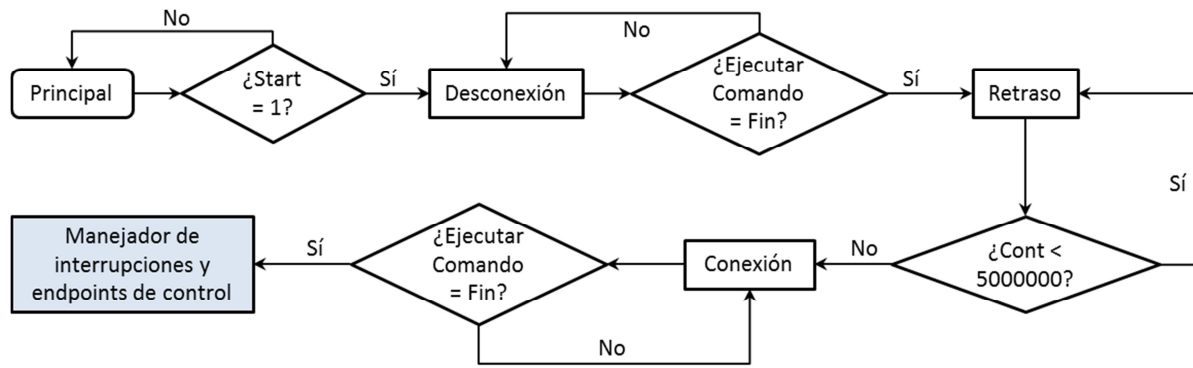 No
No
Principal
¿Start
= 1?
Sí
Desconexión
¿Ejecutar
Comando
= Fin?
Sí
Retraso
Sí
Manejador de
interrupciones y
endpoints de control
Sí
¿Ejecutar
Comando
= Fin?
Conexión
No
¿Cont <
5000000?
No